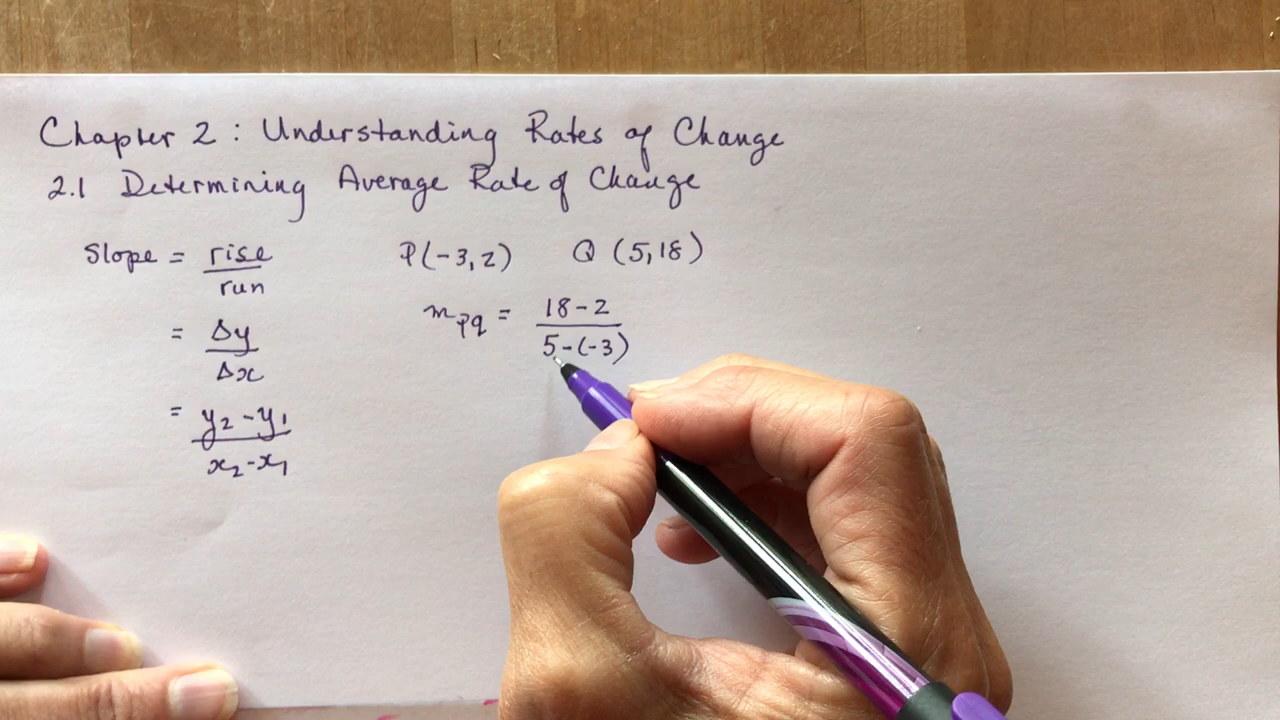 Chapter 2 : Understanding Rates of Change
2.1 Determining Average Rate of Change
Slope = rise
run
= Δy
Δx
= y₂ - y₁
x₂ - x₁
P(-3,2) Q (5,18)
m PQ = 18-2
5-(-3)